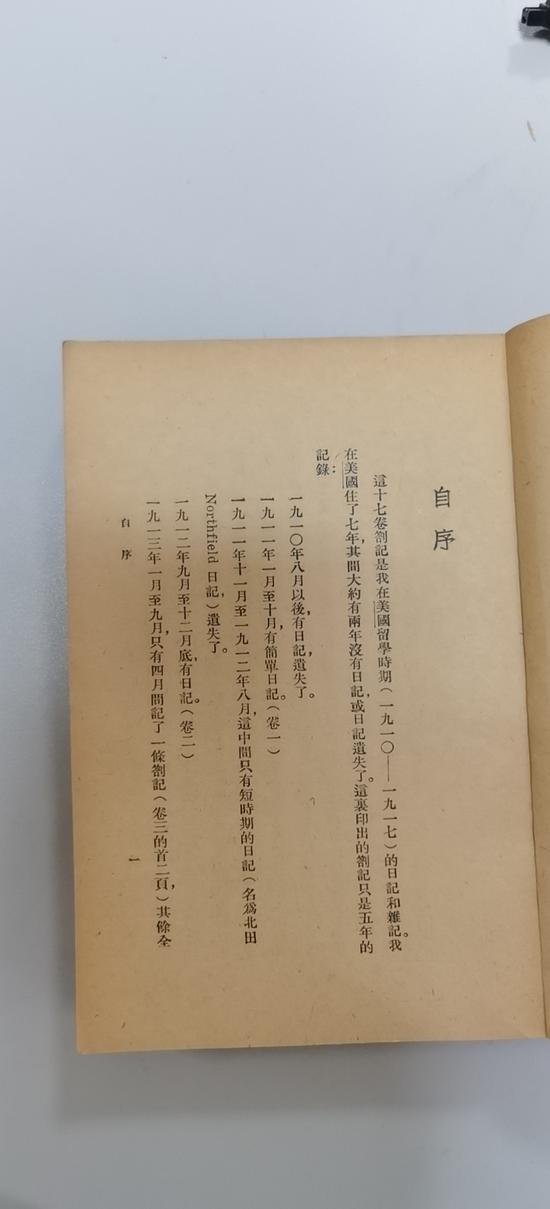 自序
這十七卷劄記是我在美國留學時期(一九一〇——一九一七)的日記和雜記。我
在美國住了七年,其間大約有兩年沒有日記,或日記遺失了。這裏印出的劄記只是五年的
記錄:
一九一〇年八月以後,有日記,遺失了。
一九一一年一月至十月,有簡單日記。(卷一)
一九一一年十一月至一九一二年八月,這中間只有短時期的日記(名爲北田
Northfield 日記,)遺失了。
一九一二年九月至十二月底,有日記。(卷二)
一九一三年一月至九月,只有四月間記了一條劄記(卷三的首二頁,)其餘全
自序 一